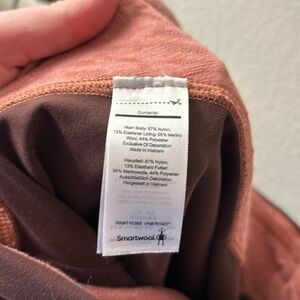 Contents:
Main Body: 87% Nylon,
13% Elastane/ Lining: 56% Merino
Wool, 44% Polyester
Exclusive Of Decoration
Made in Vietnam
Hauptteil: 87% Nylon,
13% Elasthan/ Futter:
56% Merinowolle, 44% Polyester
Ausschließlich Dekoration
Hergestellt in Vietnam
Smartwool